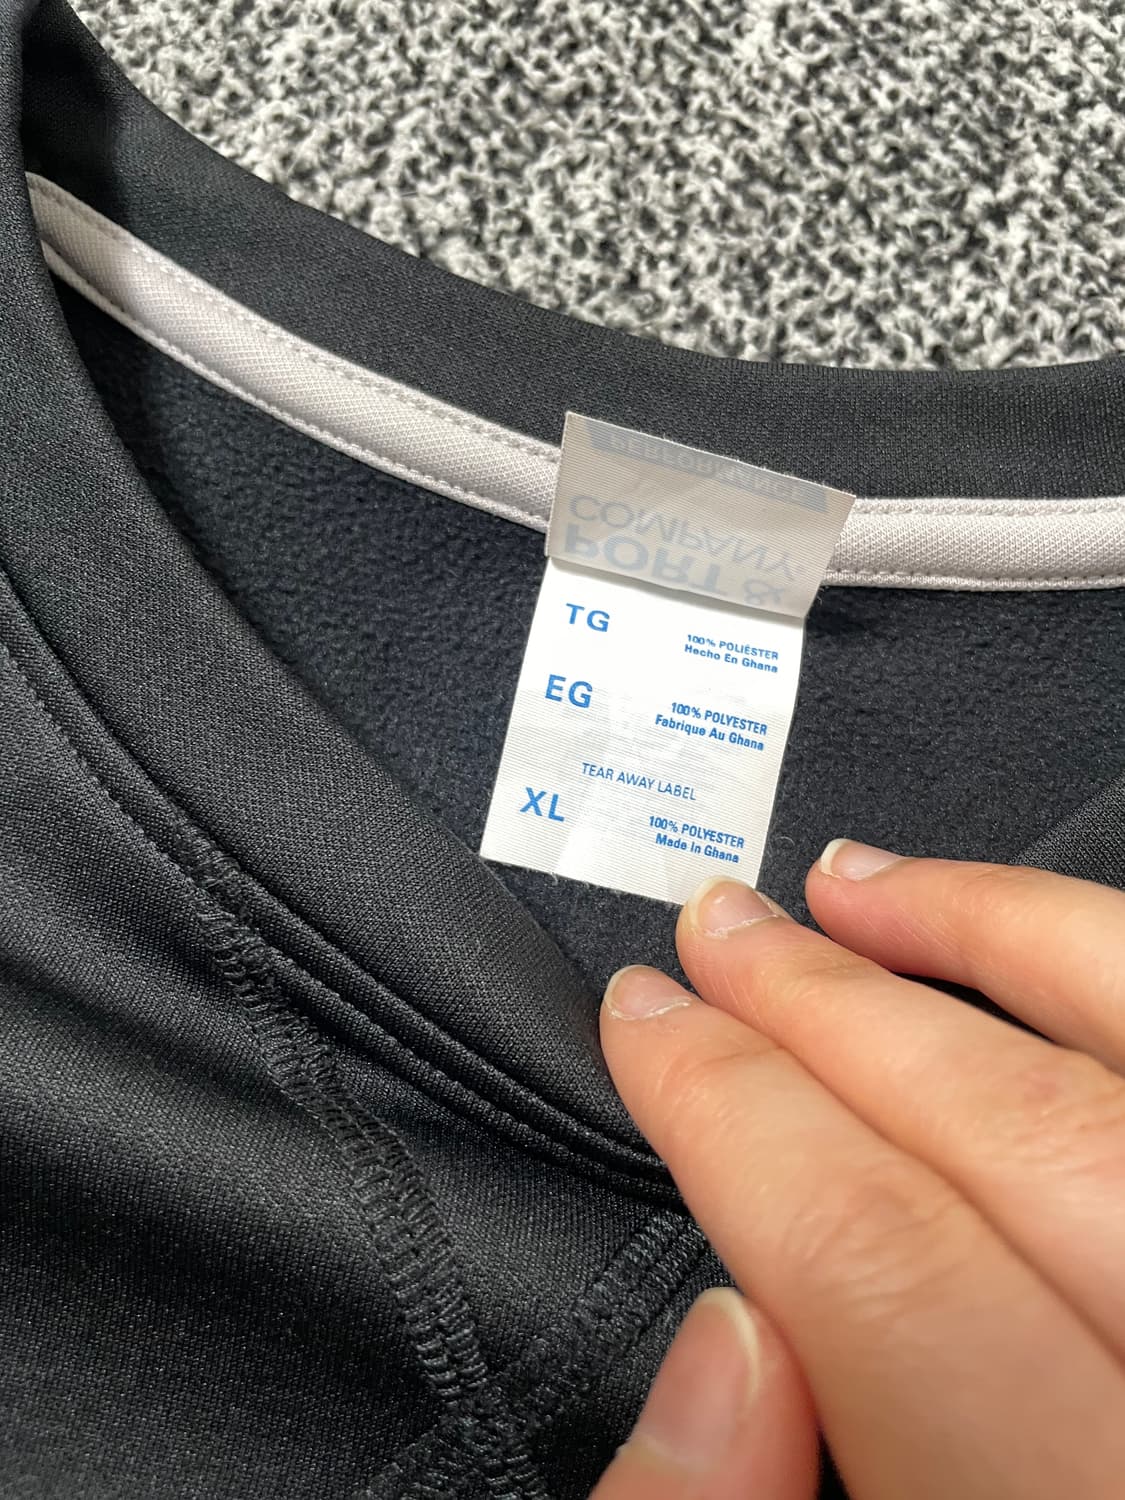 PERFORMANCE
COMPANY
PORT &
TG
100% POLIÉSTER
Hecho En Ghana
EG
100% POLYESTER
Fabrique Au Ghana
TEAR AWAY LABEL
XL
100% POLYESTER
Made In Ghana